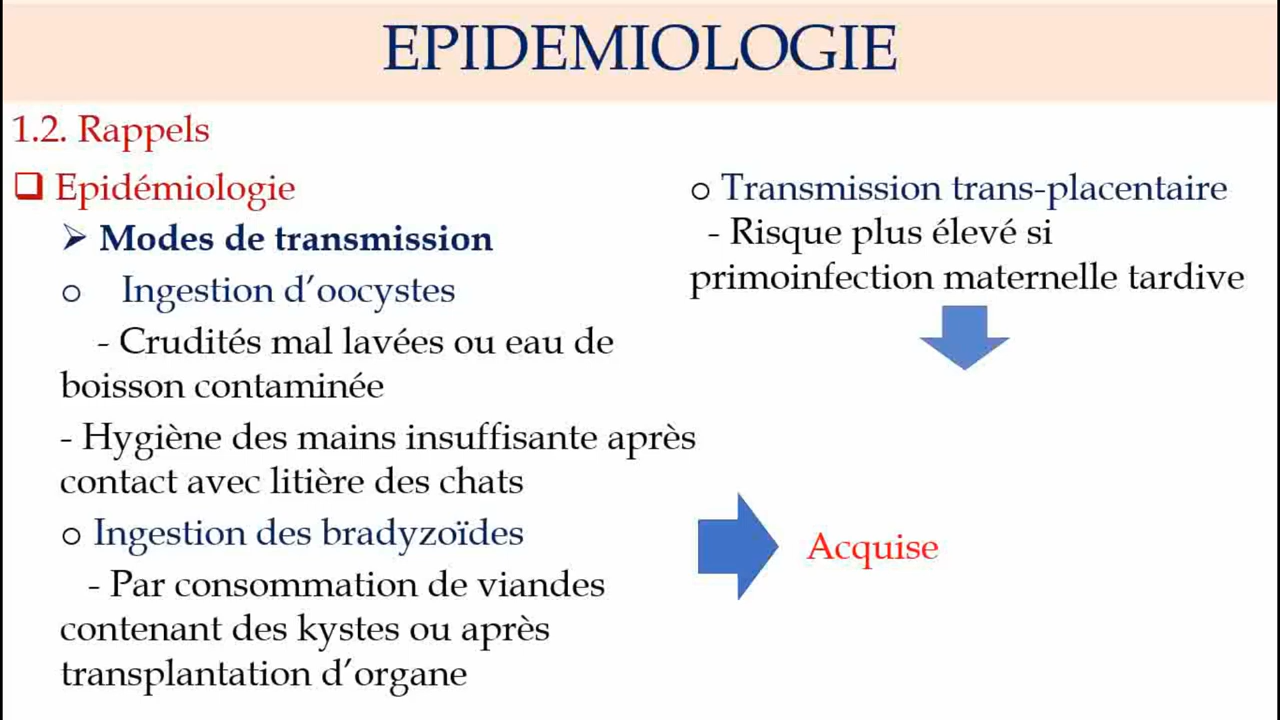 EPIDEMIOLOGIE
1.2. Rappels
Epidémiologie
Modes de transmission
o Ingestion d’oocystes
- Crudités mal lavées ou eau de
boisson contaminée
- Hygiène des mains insuffisante après
contact avec litière des chats
o Ingestion des bradyzoïdes
- Par consommation de viandes
contenant des kystes ou après
transplantation d’organe
o Transmission trans-placentaire
- Risque plus élevé si
primoinfection maternelle tardive
Acquise